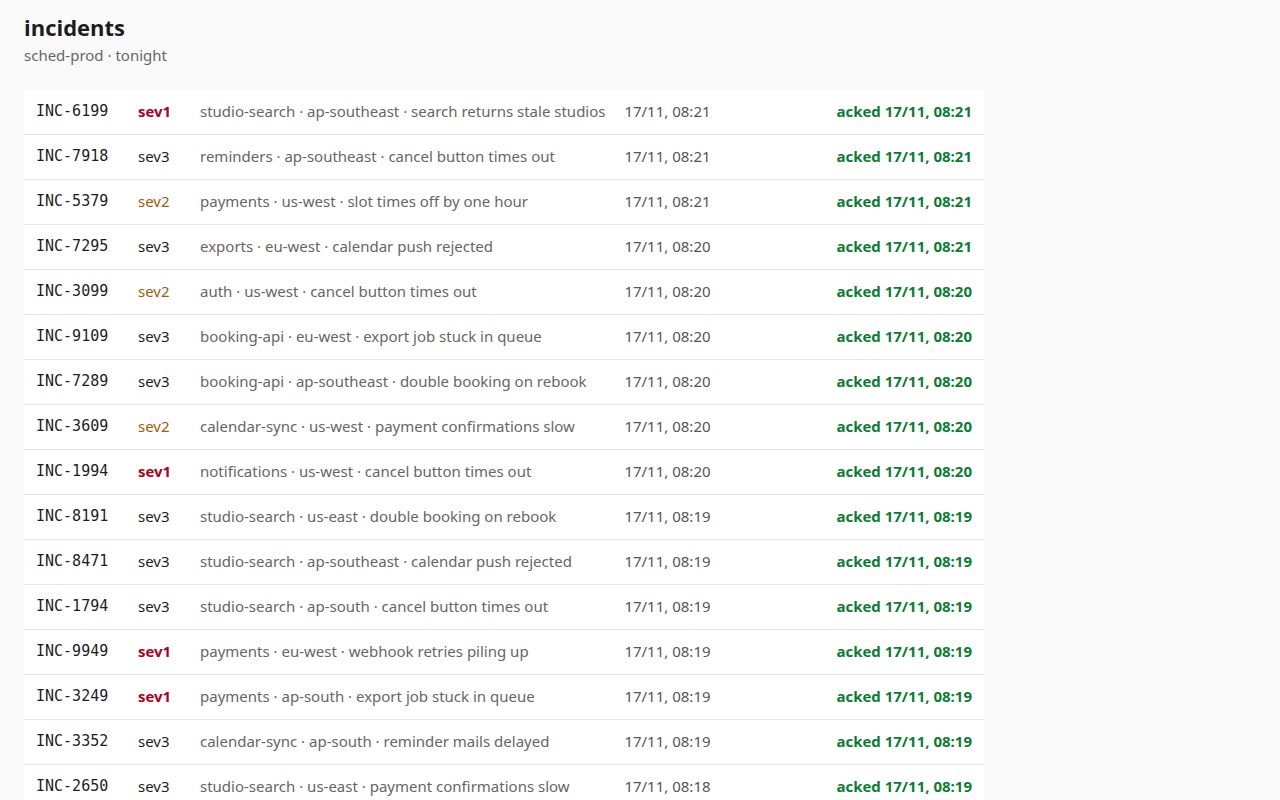 incidents
sched-prod · tonight
INC-6199 sev1 studio-search · ap-southeast · search returns stale studios 17/11, 08:21 acked 17/11, 08:21
INC-7918 sev3 reminders · ap-southeast · cancel button times out 17/11, 08:21 acked 17/11, 08:21
INC-5379 sev2 payments · us-west · slot times off by one hour 17/11, 08:21 acked 17/11, 08:21
INC-7295 sev3 exports · eu-west · calendar push rejected 17/11, 08:20 acked 17/11, 08:21
INC-3099 sev2 auth · us-west · cancel button times out 17/11, 08:20 acked 17/11, 08:20
INC-9109 sev3 booking-api · eu-west · export job stuck in queue 17/11, 08:20 acked 17/11, 08:20
INC-7289 sev3 booking-api · ap-southeast · double booking on rebook 17/11, 08:20 acked 17/11, 08:20
INC-3609 sev2 calendar-sync · us-west · payment confirmations slow 17/11, 08:20 acked 17/11, 08:20
INC-1994 sev1 notifications · us-west · cancel button times out 17/11, 08:20 acked 17/11, 08:20
INC-8191 sev3 studio-search · us-east · double booking on rebook 17/11, 08:19 acked 17/11, 08:19
INC-8471 sev3 studio-search · ap-southeast · calendar push rejected 17/11, 08:19 acked 17/11, 08:19
INC-1794 sev3 studio-search · ap-south · cancel button times out 17/11, 08:19 acked 17/11, 08:19
INC-9949 sev1 payments · eu-west · webhook retries piling up 17/11, 08:19 acked 17/11, 08:19
INC-3249 sev1 payments · ap-south · export job stuck in queue 17/11, 08:19 acked 17/11, 08:19
INC-3352 sev3 calendar-sync · ap-south · reminder mails delayed 17/11, 08:19 acked 17/11, 08:19
INC-2650 sev3 studio-search · us-east · payment confirmations slow 17/11, 08:18 acked 17/11, 08:19